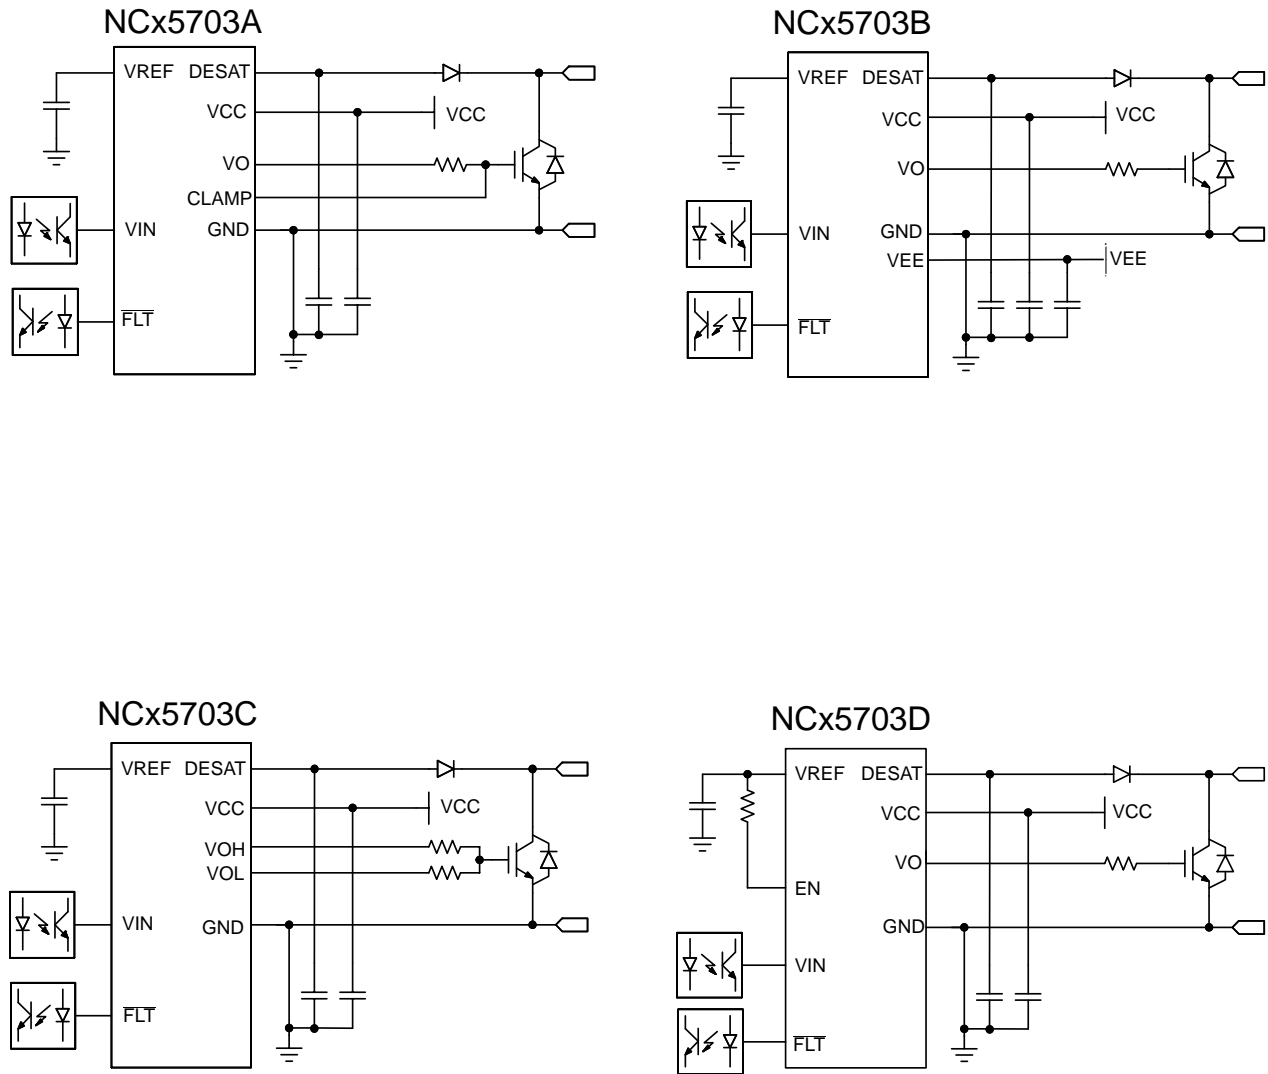 NCx5703A
VREF DESAT
VCC VCC
VO
CLAMP
VIN GND
FLT
NCx5703B
VREF DESAT
VCC VCC
VO
VIN GND
VEE VEE
FLT
NCx5703C
VREF DESAT
VCC VCC
VOH
VOL
VIN GND
FLT
NCx5703D
VREF DESAT
VCC VCC
VO
EN
GND
VIN
FLT